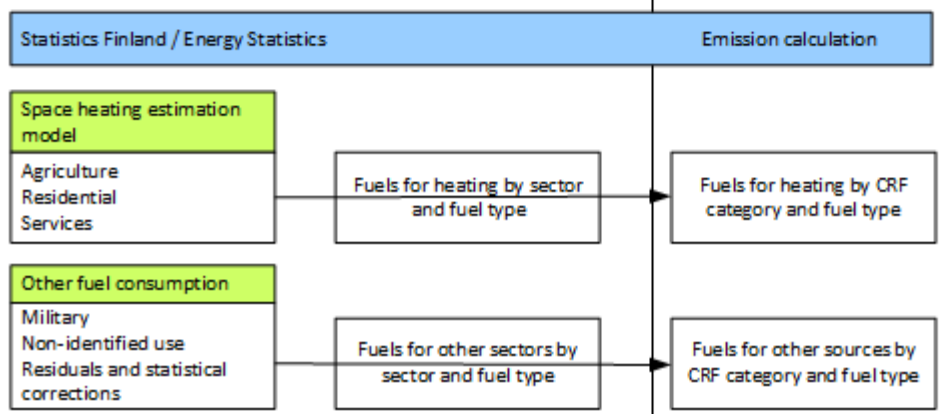 Statistics Finland / Energy Statistics
Emission calculation
Space heating estimation
model
Agriculture
Residential
Services
Fuels for heating by sector
and fuel type
Fuels for heating by CRF
category and fuel type
Other fuel consumption
Military
Non-identified use
Residuals and statistical
corrections
Fuels for other sectors by
sector and fuel type
Fuels for other sources by
CRF category and fuel type